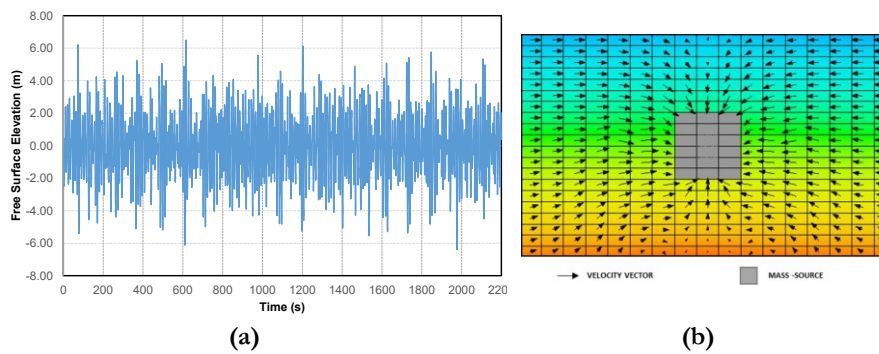 8.00
6.00
4.00
2.00
0.00
-2.00
-4.00
-6.00
-8.00
Free Surface Elevation (m)
0 200 400 600 800 1000 1200 1400 1600 1800 2000 220
Time (s)
(a)
VELOCITY VECTOR MASS -SOURCE
(b)